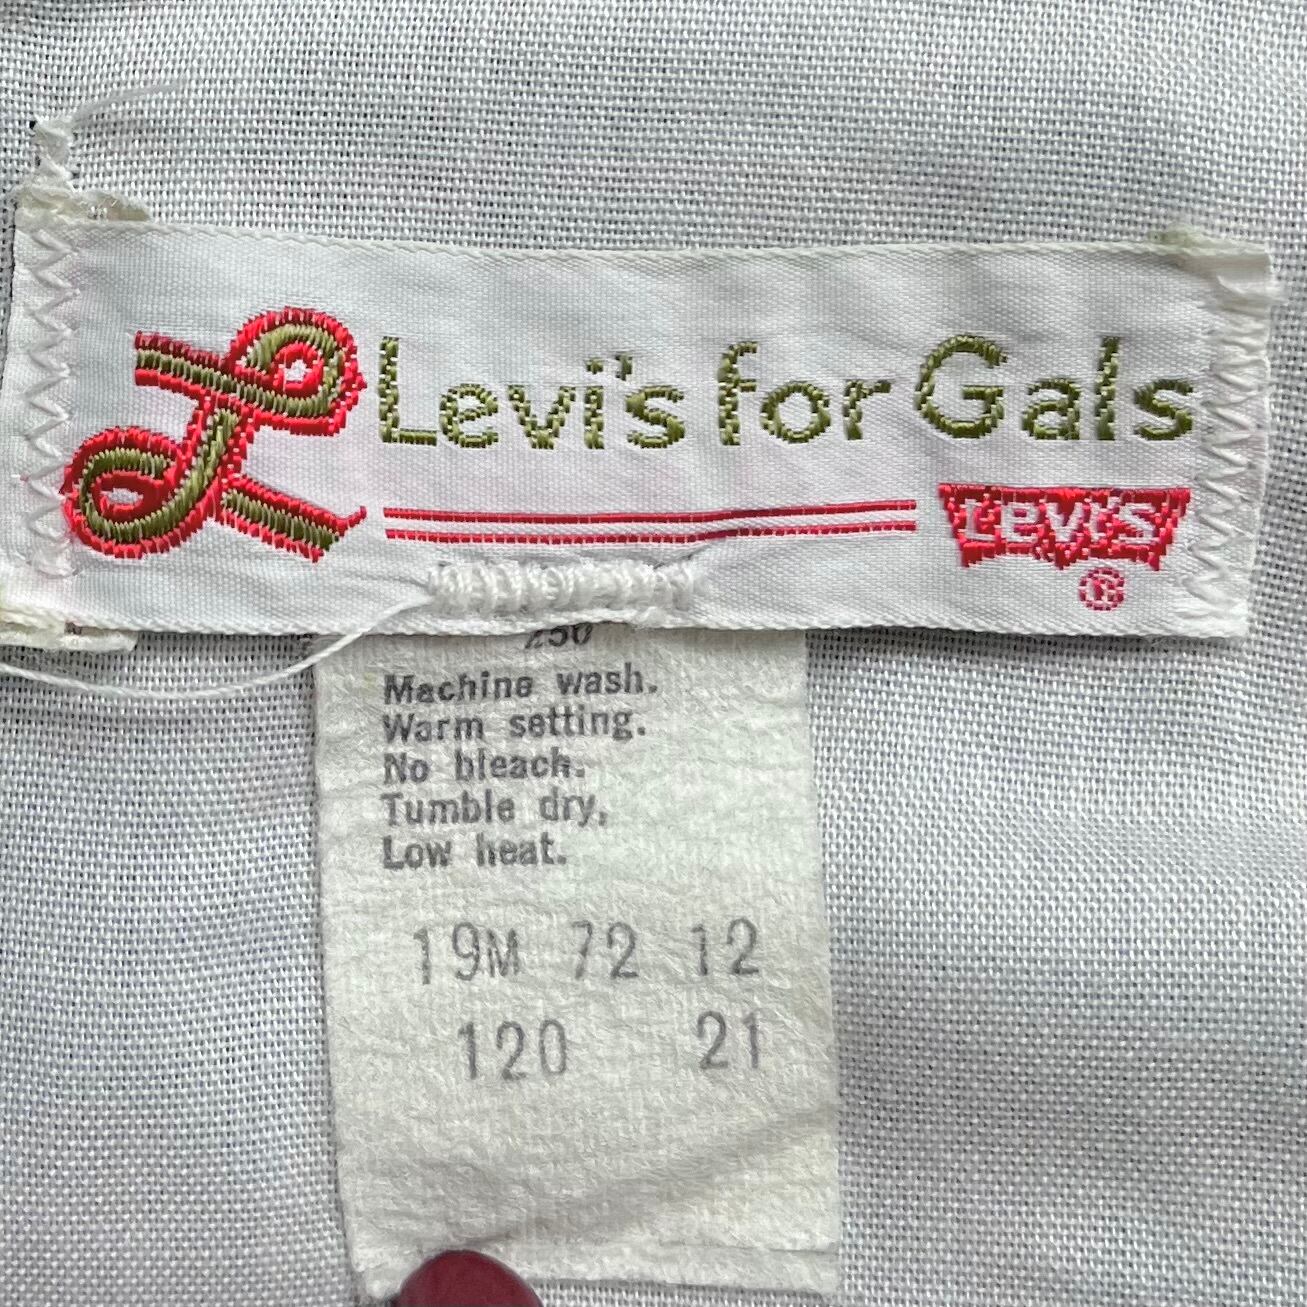 L Levi's for Gals
Levi's
®
250
Machine wash.
Warm setting.
No bleach.
Tumble dry,
Low heat.
19M 72 12
120 21